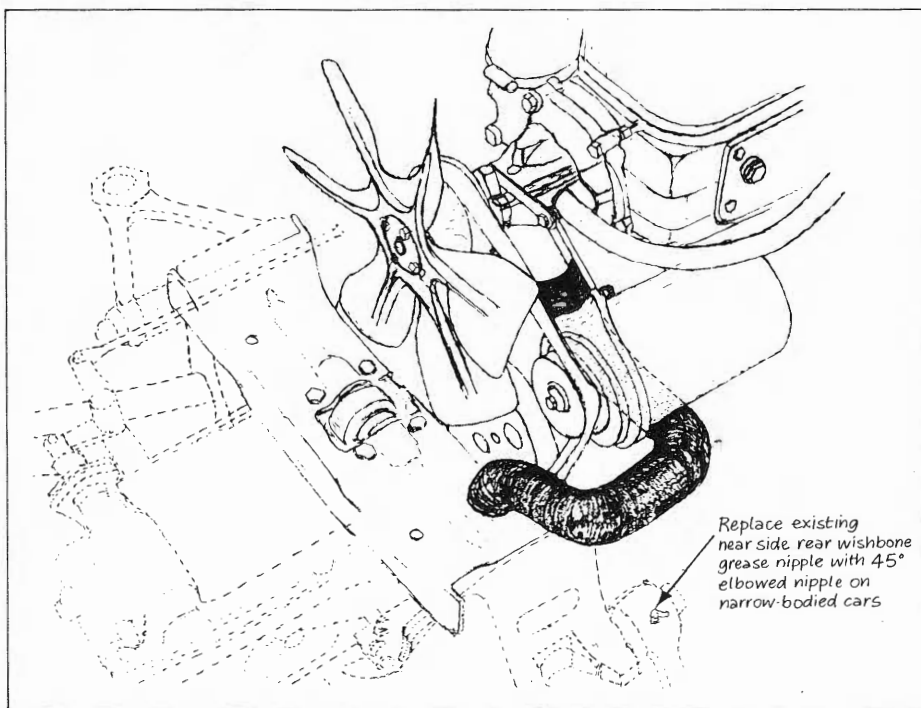 Replace existing
near side rear wishbone
grease nipple with 45°
elbowed nipple on
narrow-bodied cars